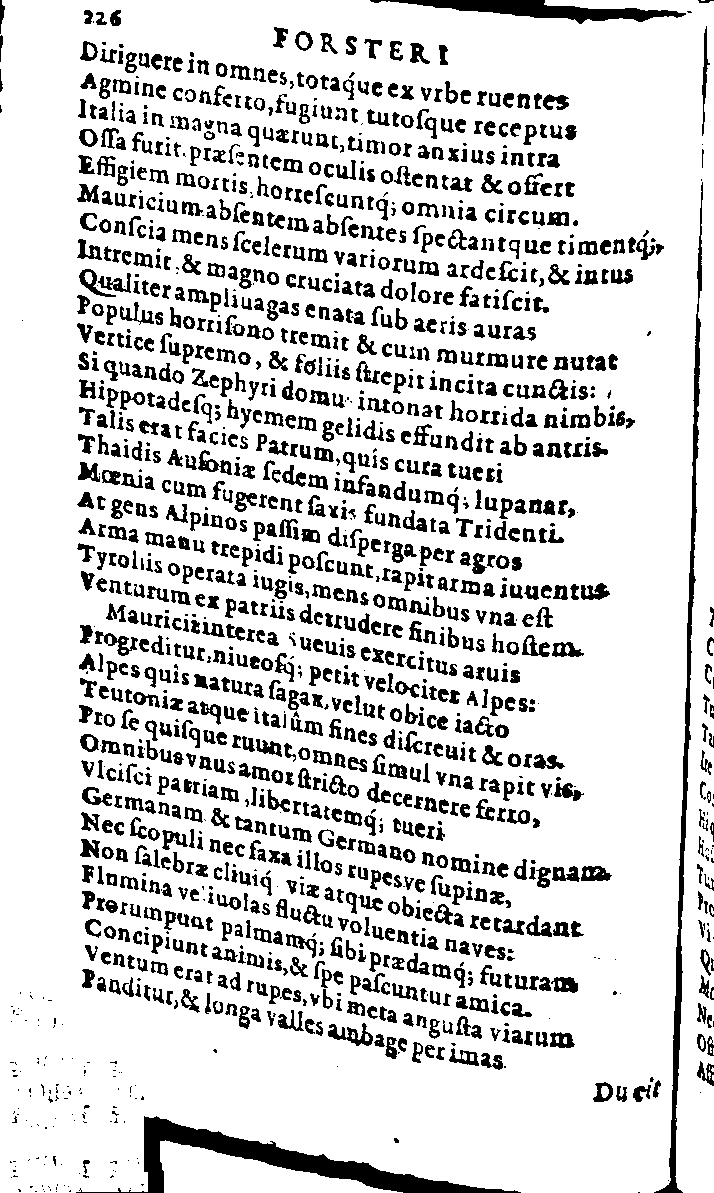 226
FORSTERI
Diriguere in omnes, totaq́ue ex vrbe ruentes
Agmine conferto, fugiunt tutoſque receptus
Italia in magna quærunt, timor anxius intra
Oſſa furit. præſentem oculis oſtentat & offert
Effigiem mortis, horreſcuntq́; omnia circum.
Mauricium abſentem abſentes ſpectantque timentq́;,
Conſcia mens ſcelerum variorum ardeſcit, & intus
Intremit, & magno cruciata dolore fatiſcit.
Qualiter ampliuagas enata ſub aeris auras
Populus horriſono tremit & cum murmure nutat
Vertice ſupremo, & foliis ſtrepit incita cunctis:
Si quando Zephyri domu intonat horrida nimbis,
Hippotadeſq; hyemem gelidis effundit ab antris.
Talis erat facies Patrum, quis cura tueri
Thaidis Auſoniæ ſedem infandumq́; lupanar,
Mœnia cum fugerent ſaxis fundata Tridenti.
At gens Alpinos paſſim diſperga per agros
Arma manu trepidi poſcunt, rapit arma iuuentus
Tyroliis operata iugis, mens omnibus vna eſt
Venturum ex patriis detrudere finibus hoſtem.
Mauricii interea Sueuis exercitus aruis
Progreditur, niueoſq́; petit velociter Alpes:
Alpes quis natura ſagax, velut obice iacto
Teutoniæ atque italûm fines diſcreuit & oras.
Pro ſe quiſque ruunt, omnes ſimul vna rapit vis,
Omnibus vnus amor ſtricto decernere ferro,
Vlciſci patriam, libertatemq́; tueri
Germanam & tantum Germano nomine dignam.
Nec ſcopuli nec ſaxa illos rupesve ſupinæ,
Non ſalebræ cliuiq́ viæ atque obiecta retardant
Flumina ve iuolas fluctu voluentia naves:
Prorumpunt palmamq́; ſibi prædamq́; futuram
Concipiunt animis, & ſpe paſcuntur amica.
Ventum erat ad rupes, vbi meta anguſta viarum
Panditur, & longa valles ambage per imas
Ducit